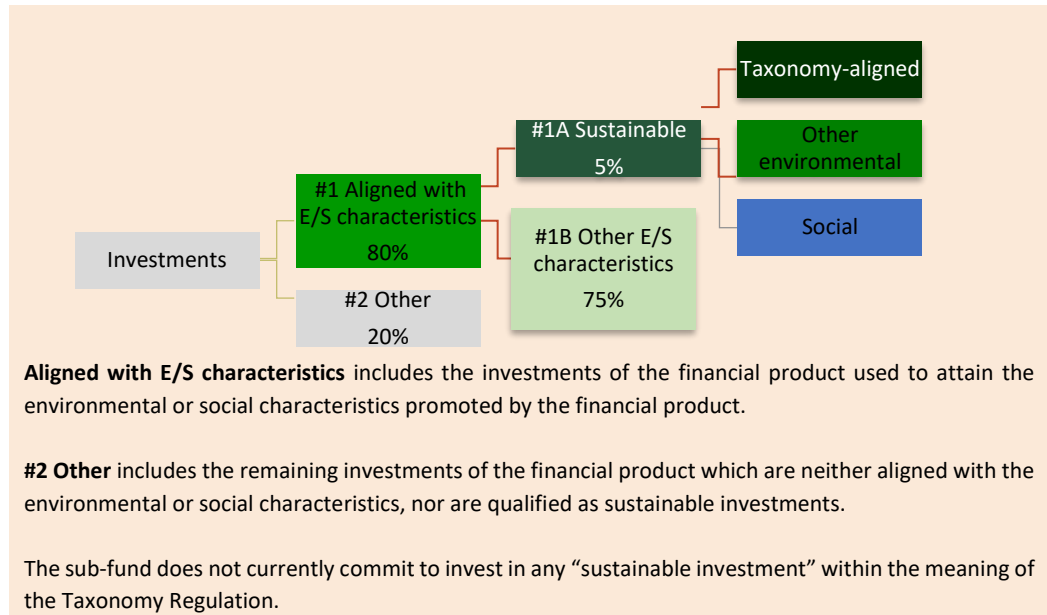 Taxonomy-aligned
#1A Sustainable
5%
Other
environmental
#1 Aligned with
E/S characteristics
80%
#1B Other E/S
characteristics
75%
Social
Investments
#2 Other
20%
Aligned with E/S characteristics includes the investments of the financial product used to attain the
environmental or social characteristics promoted by the financial product.
#2 Other includes the remaining investments of the financial product which are neither aligned with the
environmental or social characteristics, nor are qualified as sustainable investments.
The sub-fund does not currently commit to invest in any “sustainable investment” within the meaning of
the Taxonomy Regulation.